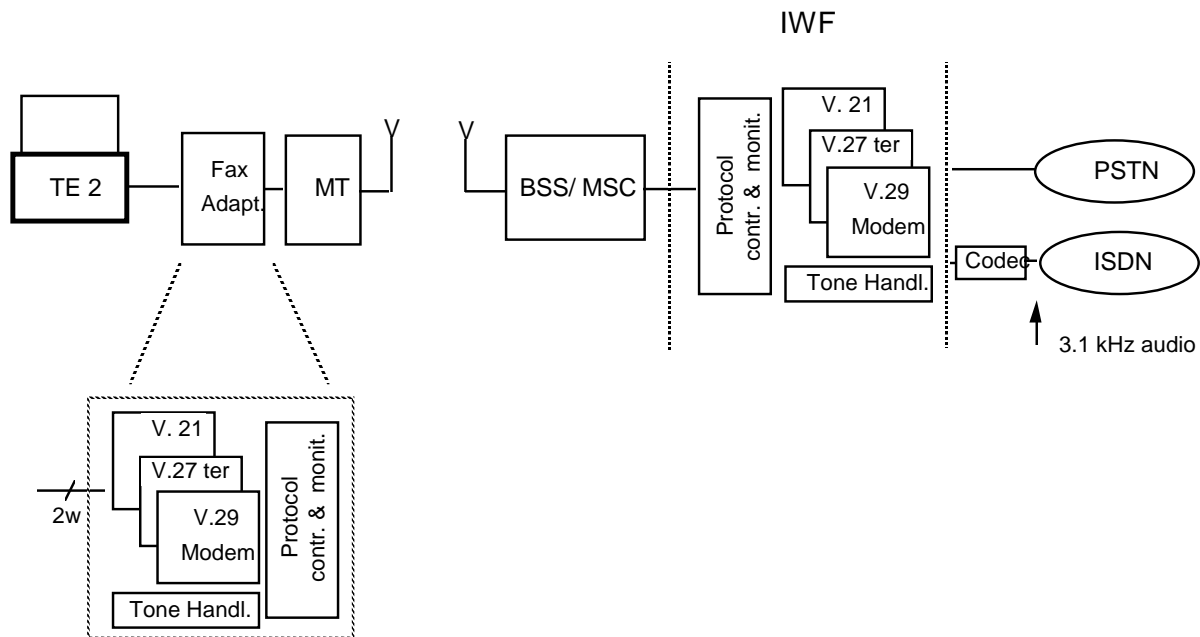 IWF
TE 2
Fax
Adapt.
MT
BSS/ MSC
Protocol
contr. & monit.
V. 21
V.27 ter
V.29
Modem
Tone Handl.
PSTN
Codec
ISDN
3.1 kHz audio
2w
V. 21
V.27 ter
V.29
Modem
Tone Handl.
Protocol
contr. & monit.